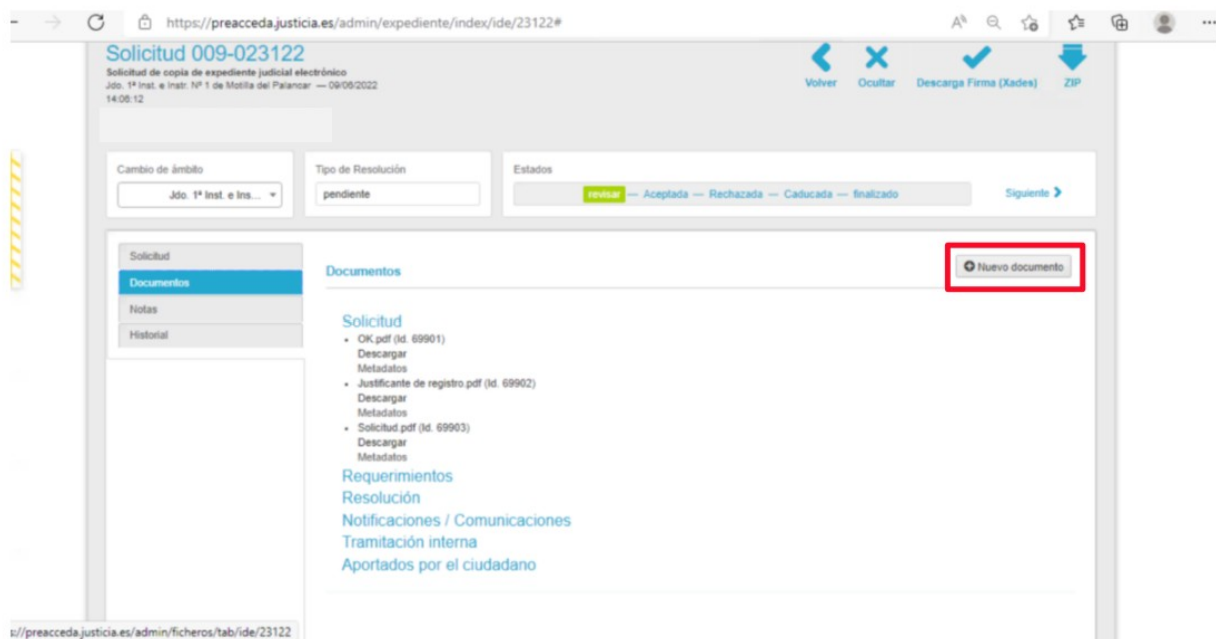 https://preacceda.justicia.es/admin/expediente/index/ide/23122#
Solicitud 009-023122
Solicitud de copia de expediente judicial electrónico
Jdo. 1ª Inst. e Instr. Nº 1 de Motilla del Palancar — 09/06/2022
14:06:12
Volver
Ocultar
Descarga Firma (Xades)
ZIP
Cambio de ámbito
Tipo de Resolución
Estados
Jdo. 1ª Inst. e Ins...
pendiente
revisar — Aceptada — Rechazada — Caducada — finalizado
Siguiente
Solicitud
Documentos
Notas
Historial
Documentos
Nuevo documento
Solicitud
OK.pdf (Id. 69901)
Descargar
Metadatos
Justificante de registro.pdf (Id. 69902)
Descargar
Metadatos
Solicitud.pdf (Id. 69903)
Descargar
Metadatos
Requerimientos
Resolución
Notificaciones / Comunicaciones
Tramitación interna
Aportados por el ciudadano
s://preacceda.justicia.es/admin/ficheros/tab/ide/23122